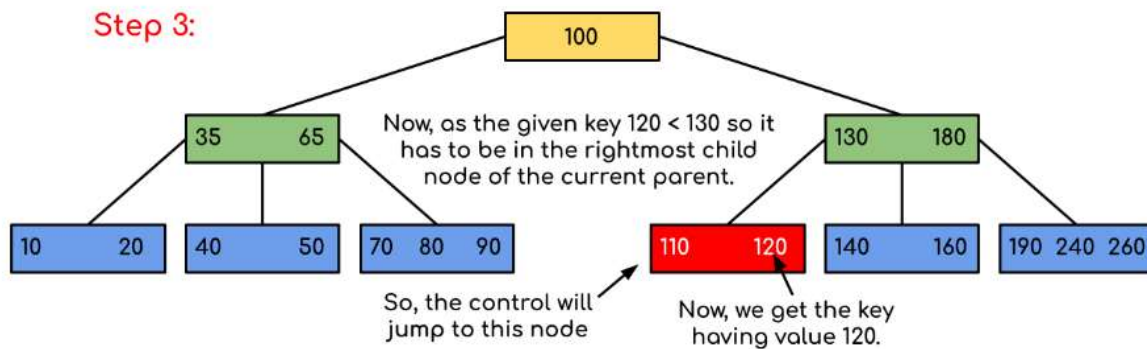 Step 3:
100
35 65
Now, as the given key 120 < 130 so it
has to be in the rightmost child
node of the current parent.
130 180
10 20
40 50
70 80 90
110 120
140 160
190 240 260
So, the control will
jump to this node
Now, we get the key
having value 120.